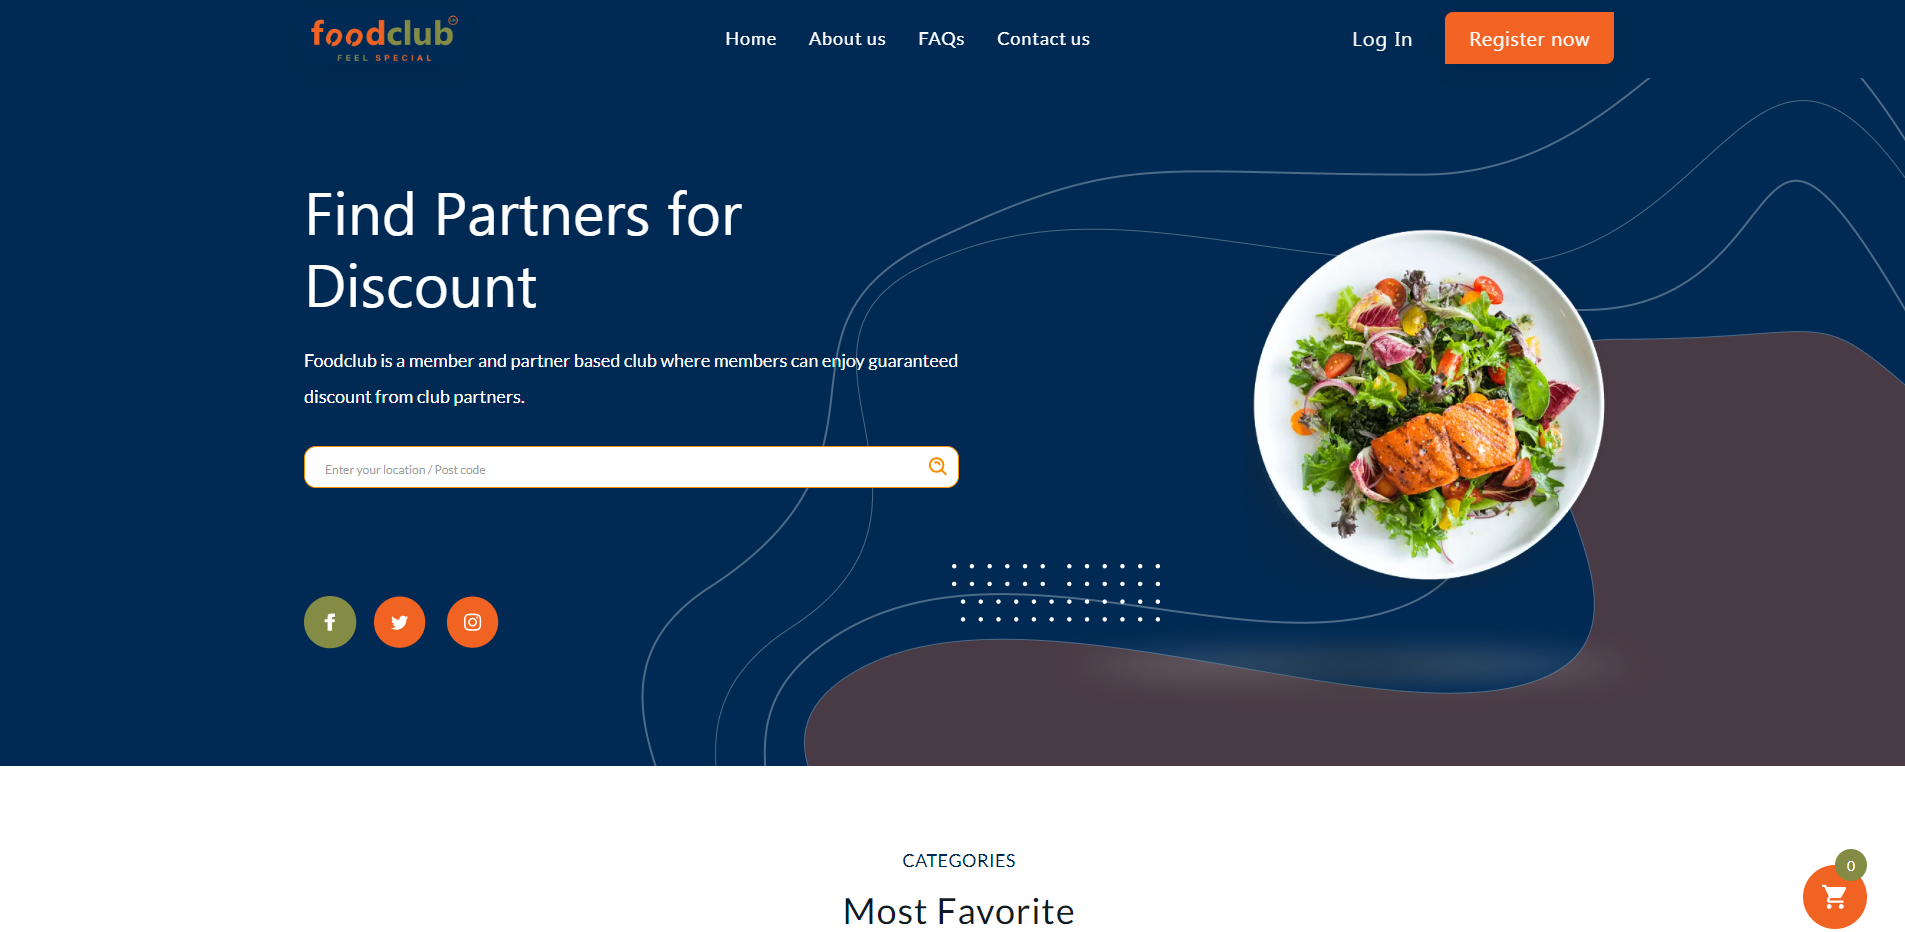 foodclub
FEEL SPECIAL
Home
About us
FAQs
Contact us
Log In
Register now
Find Partners for
Discount
Foodclub is a member and partner based club where members can enjoy guaranteed
discount from club partners.
Enter your location / Post code
CATEGORIES
Most Favorite
0